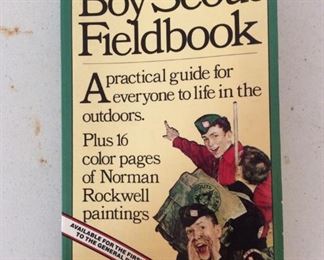 Boy Scout
Fieldbook
A practical guide for
everyone to life in the
outdoors.
Plus 16
color pages
of Norman
Rockwell
paintings
AVAILABLE FOR THE FIRST
TO THE GENERAL